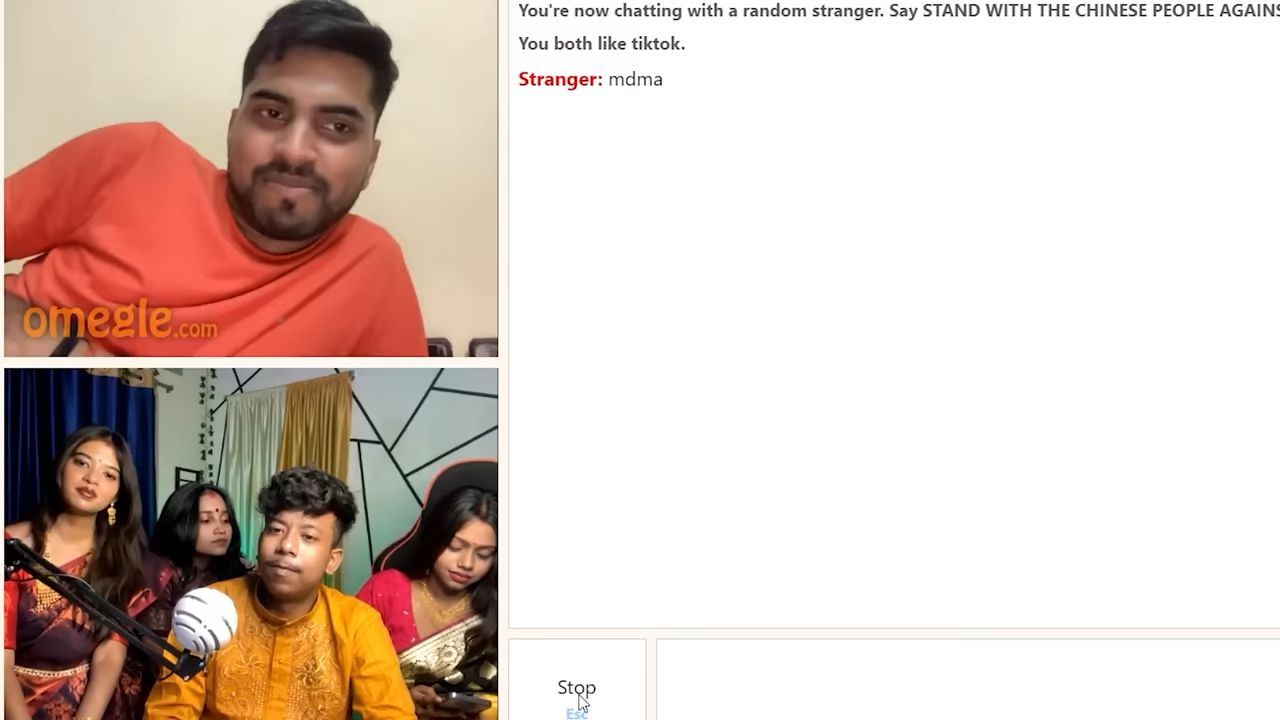 You're now chatting with a random stranger. Say STAND WITH THE CHINESE PEOPLE
You both like tiktok.
Stranger: mdma
omegle.com
Stop
Esc